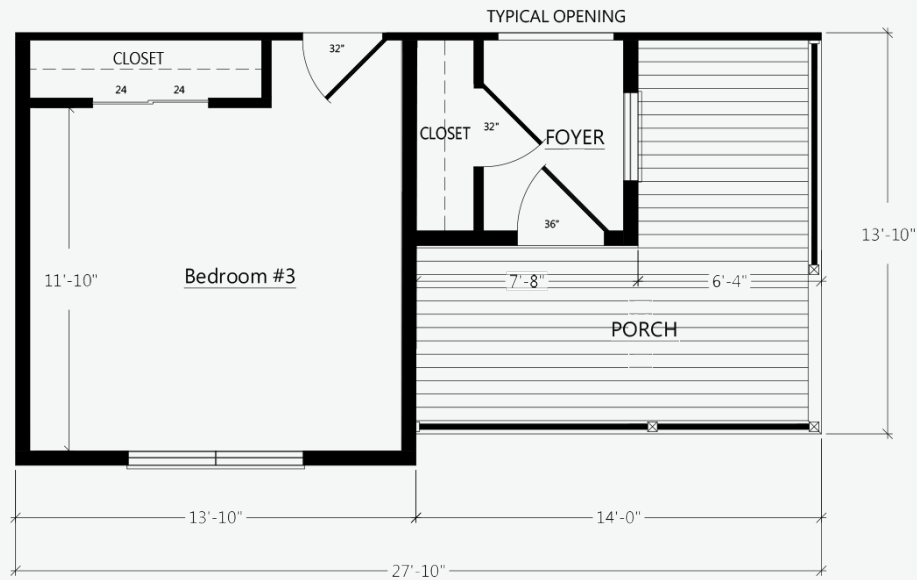 TYPICAL OPENING
CLOSET
32"
24 24
CLOSET
32"
FOYER
36"
13'-10"
11'-10"
Bedroom #3
7'-8"
6'-4"
PORCH
13'-10"
14'-0"
27'-10"